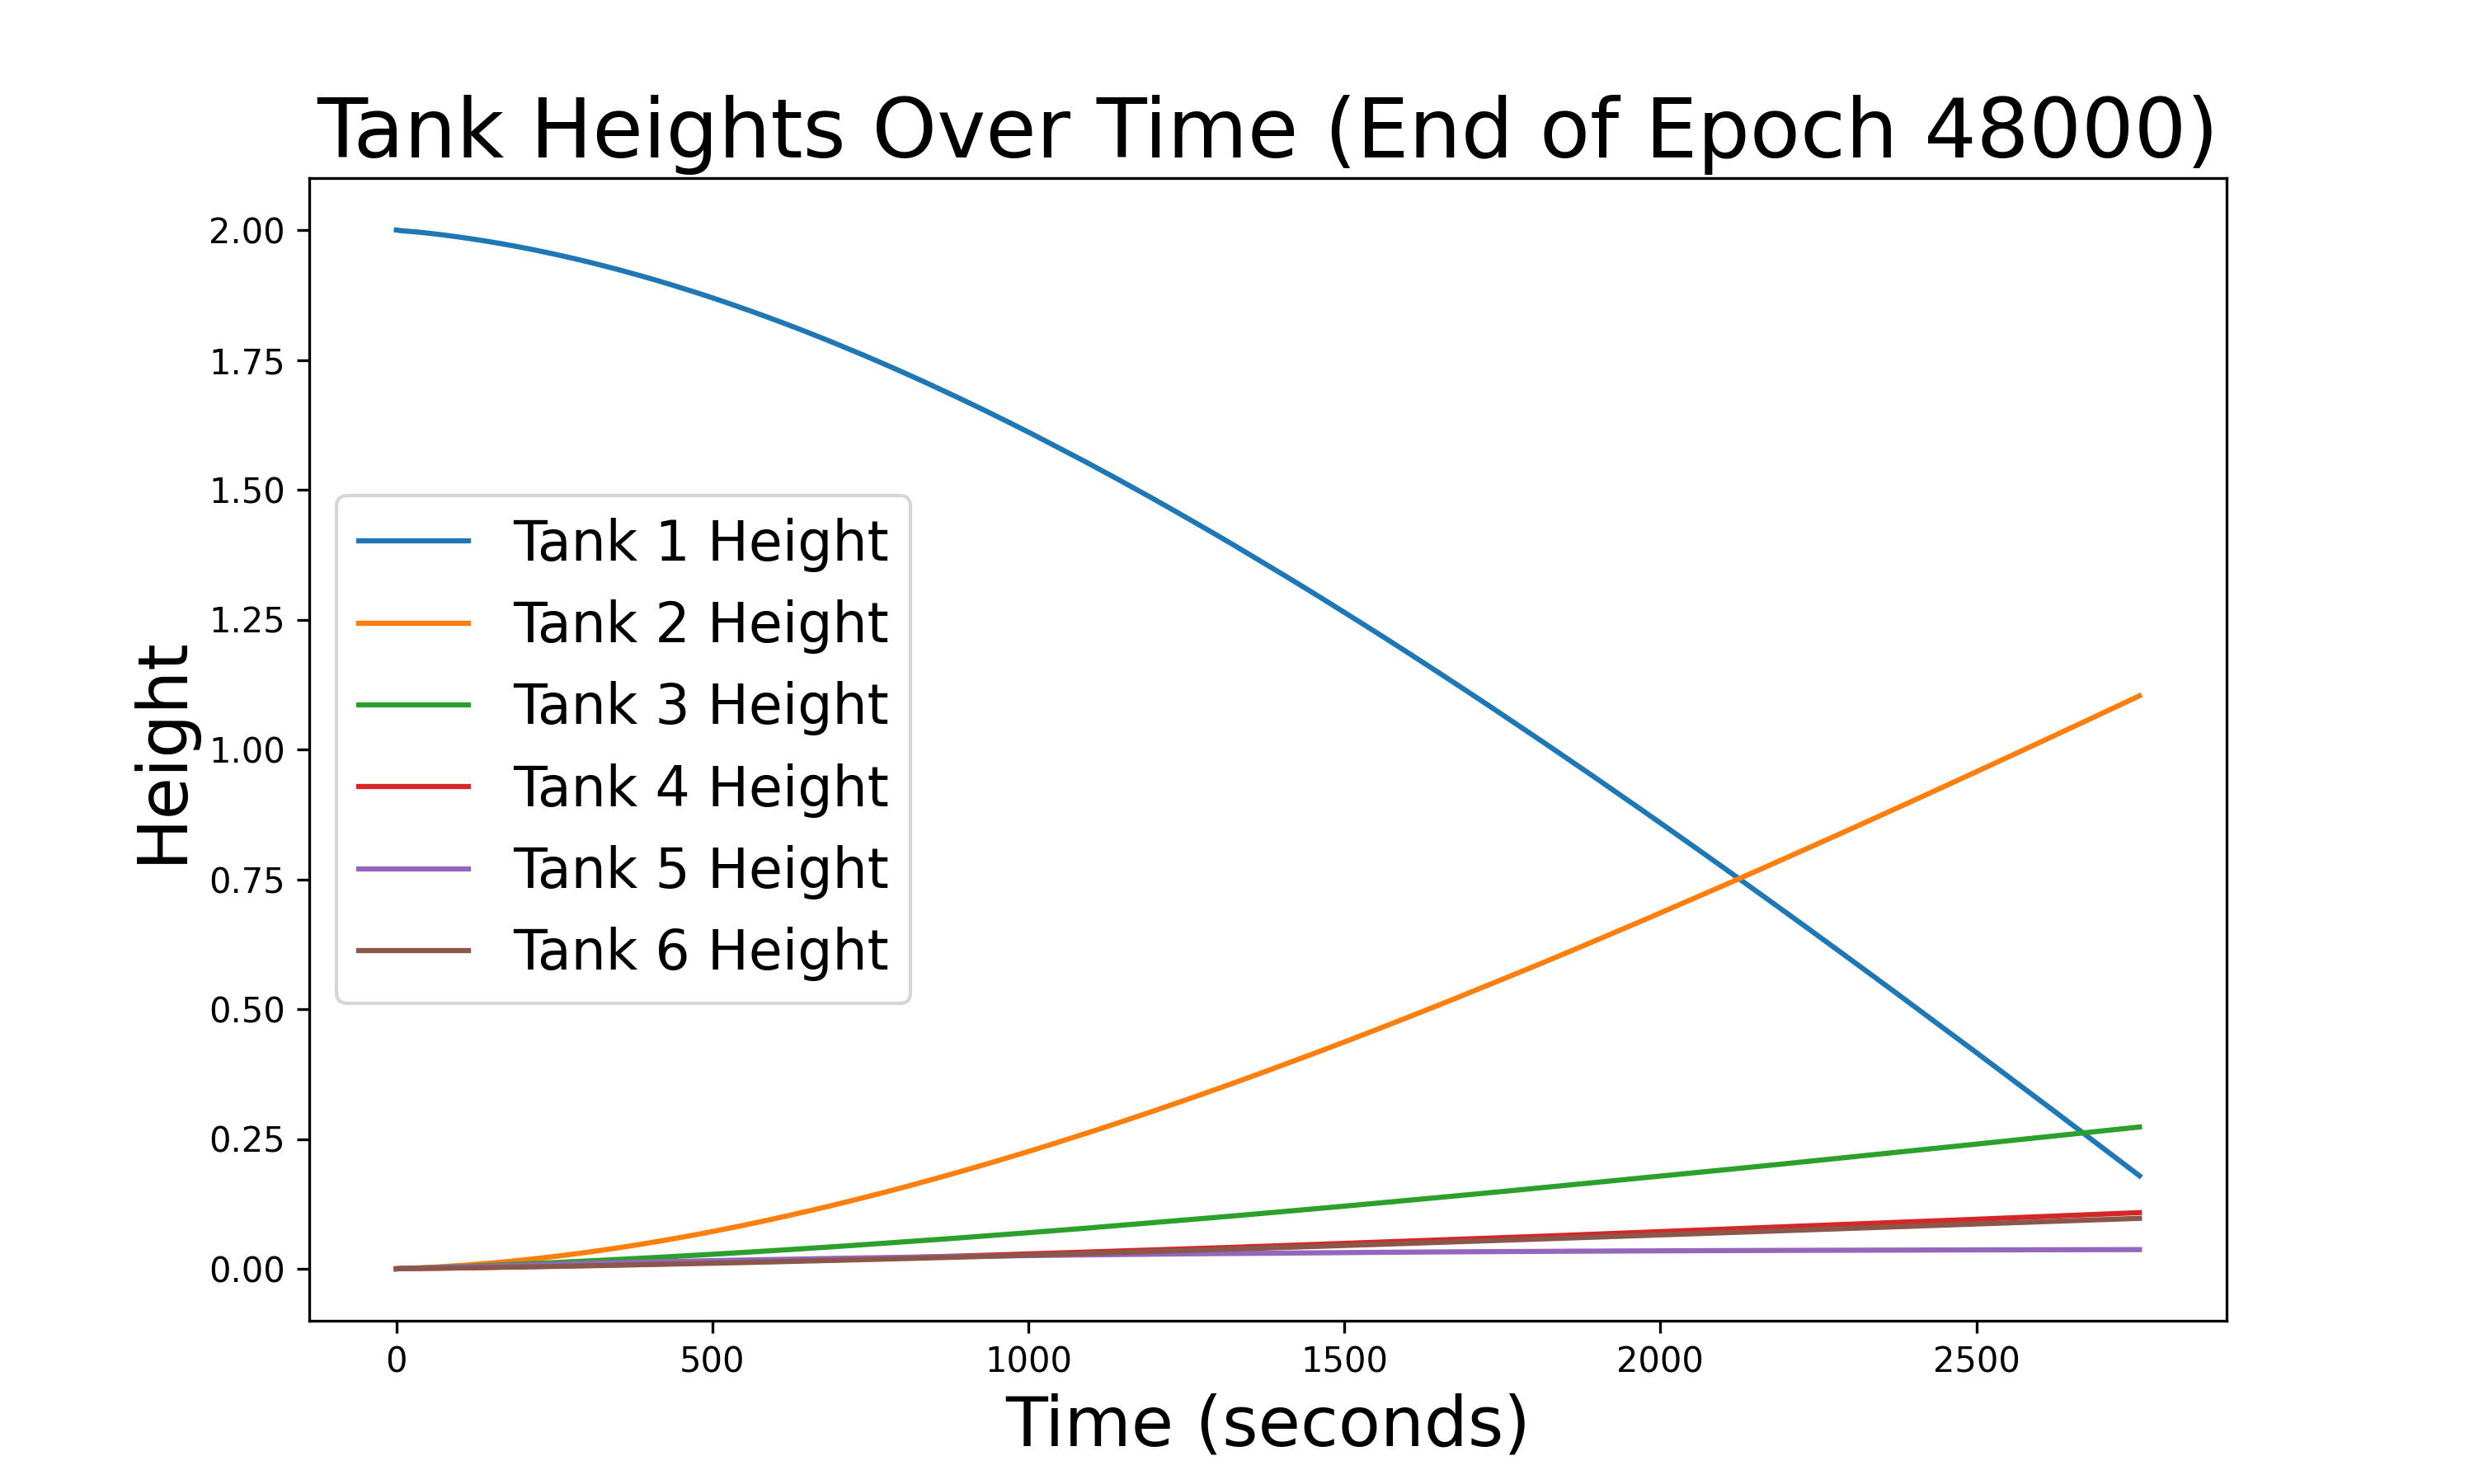 Tank Heights Over Time (End of Epoch 48000)
2.00
1.75
1.50
1.25
1.00
0.75
0.50
0.25
0.00
Height
Tank 1 Height
Tank 2 Height
Tank 3 Height
Tank 4 Height
Tank 5 Height
Tank 6 Height
0 500 1000 1500 2000 2500
Time (seconds)